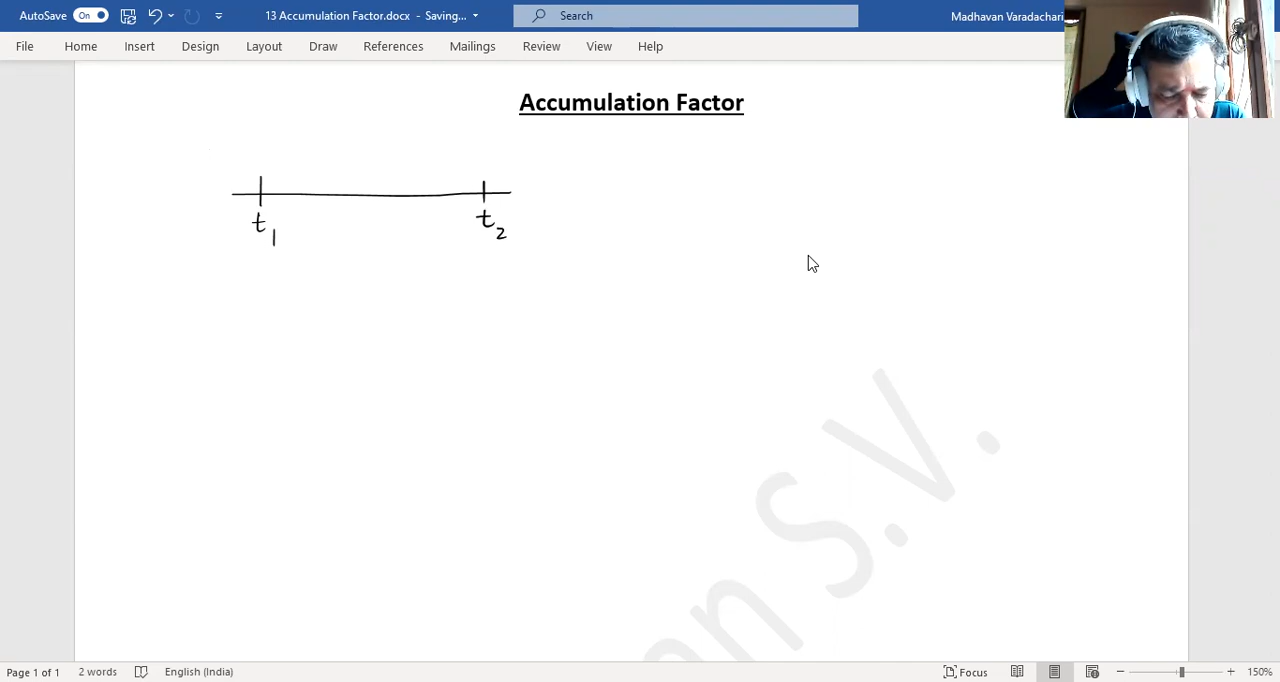 AutoSave On 13 Accumulation Factor.docx - Saving... Search Madhavan Varadachari
File Home Insert Design Layout Draw References Mailings Review View Help
Accumulation Factor
t1 t2
S.V.
Page 1 of 1 2 words English (India) Focus 150%